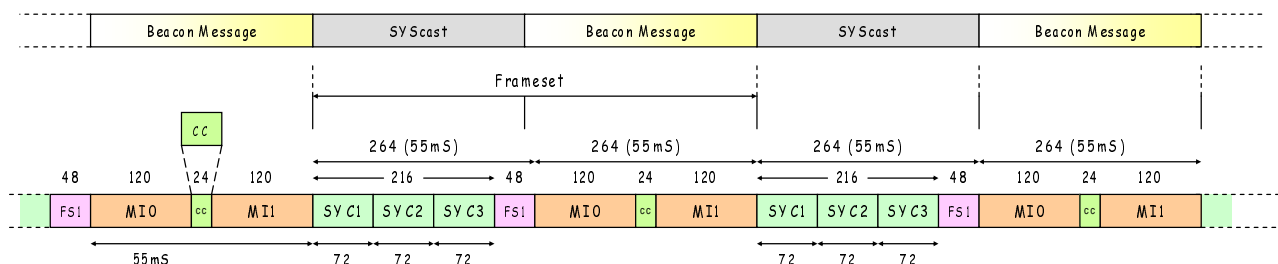 Beacon Message SYScast Beacon Message SYScast Beacon Message
Frameset
CC
264 (55mS) 264 (55mS) 264 (55mS) 264 (55mS)
48 120 24 120 216 48 120 24 120 216 48 120 24 120
FS1 MI0 CC MI1 SYC1 SYC2 SYC3 FS1 MI0 CC MI1 SYC1 SYC2 SYC3 FS1 MI0 CC MI1
55mS 72 72 72 72 72 72